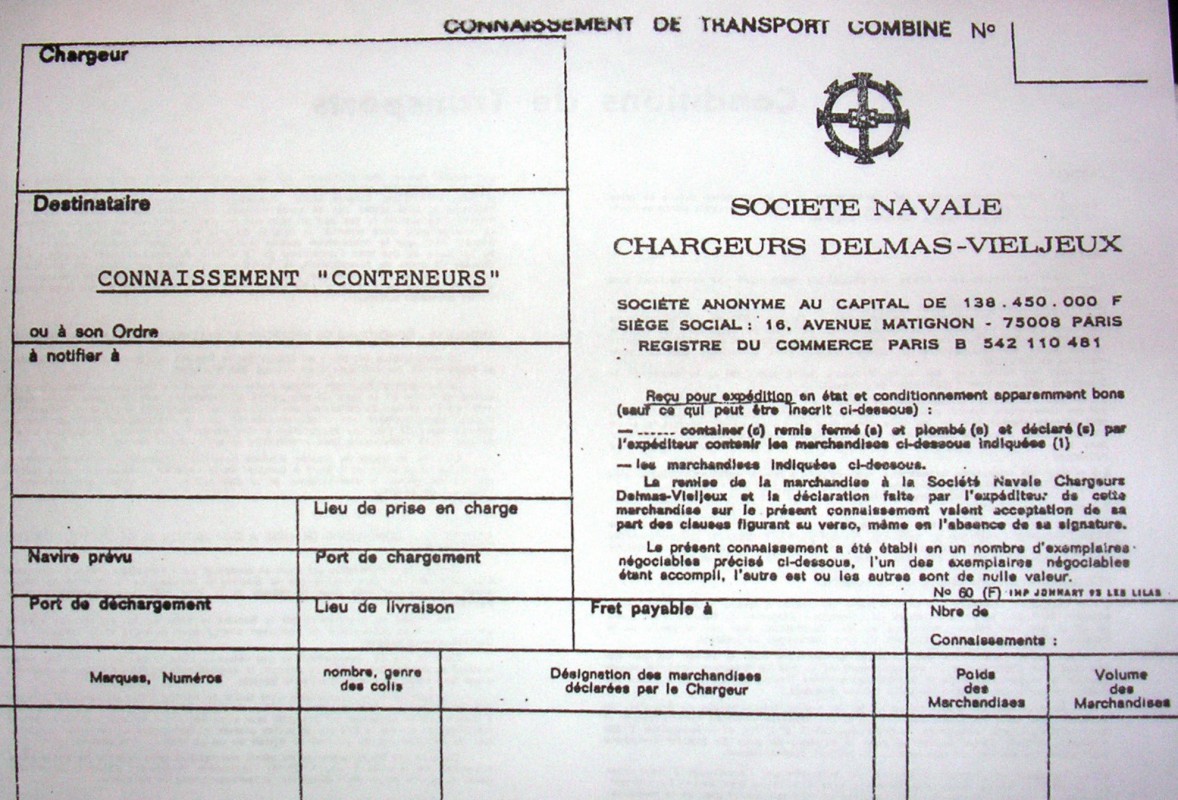 CONNAISSEMENT DE TRANSPORT COMBINE Nº
Chargeur
Destinataire
CONNAISSEMENT "CONTENEURS"
ou à son Ordre
à notifier à
SOCIETE NAVALE
CHARGEURS DELMAS-VIELJEUX
SOCIÉTÉ ANONYME AU CAPITAL DE 138.450.000 F
SIÈGE SOCIAL : 16, AVENUE MATIGNON - 75008 PARIS
REGISTRE DU COMMERCE PARIS B 542 110 481
Reçu pour expédition en état et conditionnement apparemment bons
(sauf ce qui peut être inscrit ci-dessous) :
— ...... container (s) remis fermé (s) et plombé (s) et déclaré (s) par
l'expéditeur contenir les marchandises ci-dessous indiquées (1)
— les marchandises indiquées ci-dessous.
La remise de la marchandise à la Société Navale Chargeurs
Delmas-Vieljeux et la déclaration faite par l'expéditeur de cette
marchandise sur le présent connaissement valent acceptation de sa
part des clauses figurant au verso, même en l'absence de sa signature.
Le présent connaissement a été établi en un nombre d'exemplaires
négociables précisé ci-dessous, l'un des exemplaires négociables
étant accompli, l'autre est ou les autres sont de nulle valeur.
Nº 60 (F) IMP JOMMART 93 LES LILAS
Lieu de prise en charge
Navire prévu
Port de chargement
Port de déchargement
Lieu de livraison
Fret payable à
Nbre de
Connaissements :
Marques, Numéros
nombre, genre
des colis
Désignation des marchandises
déclarées par le Chargeur
Poids
des
Marchandises
Volume
des
Marchandises